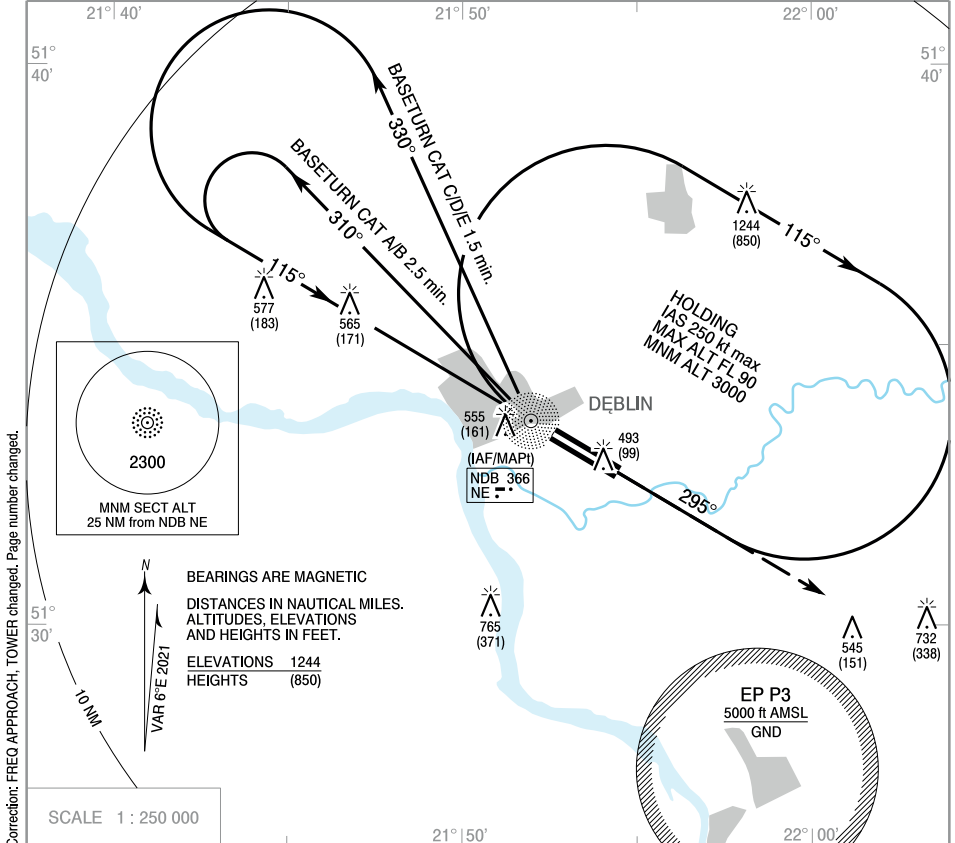 21° 40'
21° 50'
22° 00'
51°
40'
51°
40'
BASETURN CAT C/D/E 1.5 min.
330°
BASETURN CAT A/B 2.5 min.
310°
115°
1244
(850)
115°
577
(183)
565
(171)
HOLDING
IAS 250 kt max
MAX ALT FL 90
MNM ALT 3000
2300
MNM SECT ALT
25 NM from NDB NE
555
(161)
DĘBLIN
(IAF/MAPt)
NDB 366
NE
493
(99)
295°
N
VAR 6°E 2021
BEARINGS ARE MAGNETIC
DISTANCES IN NAUTICAL MILES.
ALTITUDES, ELEVATIONS
AND HEIGHTS IN FEET.
ELEVATIONS 1244
HEIGHTS (850)
51°
30'
765
(371)
545
(151)
732
(338)
10 NM
EP P3
5000 ft AMSL
GND
SCALE 1 : 250 000
21° 50'
22° 00'
Correction: FREQ APPROACH, TOWER changed. Page number changed.